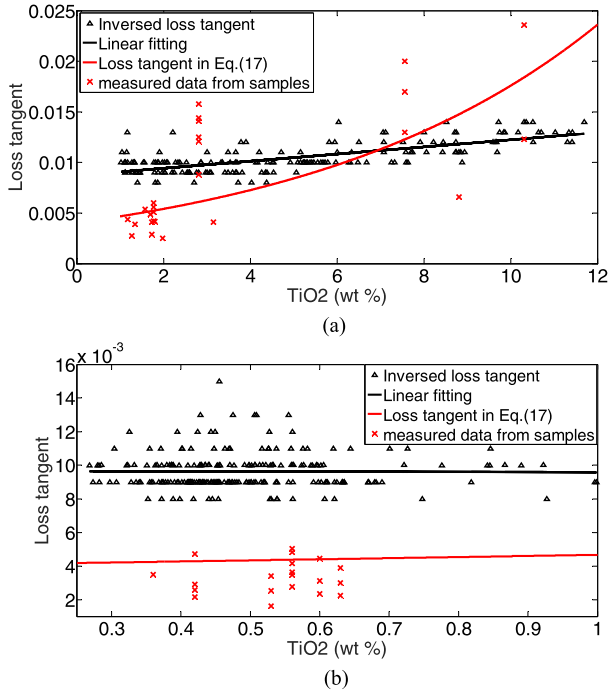 0.025
0.02
0.015
0.010
0.005
0
Loss tangent
Inversed loss tangent
Linear fitting
Loss tangent in Eq.(17)
measured data from samples
0 2 4 6 8 10 12
TiO2 (wt %)
(a)
16 x 10-3
14
12
10
8
6
4
2
Loss tangent
Inversed loss tangent
Linear fitting
Loss tangent in Eq.(17)
measured data from samples
0.3 0.4 0.5 0.6 0.7 0.8 0.9 1
TiO2 (wt %)
(b)